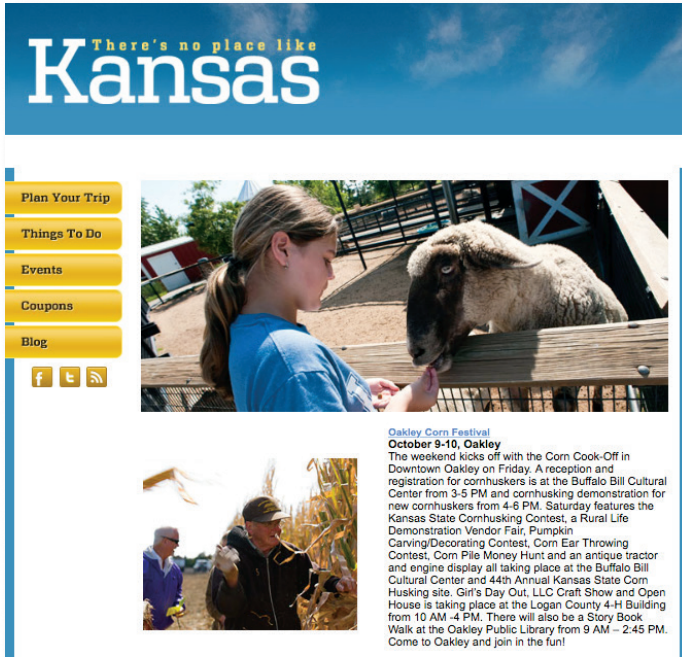 There's no place like
Kansas
Plan Your Trip
Things To Do
Events
Coupons
Blog
Oakley Corn Festival
October 9-10, Oakley
The weekend kicks off with the Corn Cook-Off in
Downtown Oakley on Friday. A reception and
registration for cornhuskers is at the Buffalo Bill Cultural
Center from 3-5 PM and cornhusking demonstration for
new cornhuskers from 4-6 PM. Saturday features the
Kansas State Cornhusking Contest, a Rural Life
Demonstration Vendor Fair, Pumpkin
Carving/Decorating Contest, Corn Ear Throwing
Contest, Corn Pile Money Hunt and an antique tractor
and engine display all taking place at the Buffalo Bill
Cultural Center and 44th Annual Kansas State Corn
Husking site. Girl's Day Out, LLC Craft Show and Open
House is taking place at the Logan County 4-H Building
from 10 AM -4 PM. There will also be a Story Book
Walk at the Oakley Public Library from 9 AM – 2:45 PM.
Come to Oakley and join in the fun!